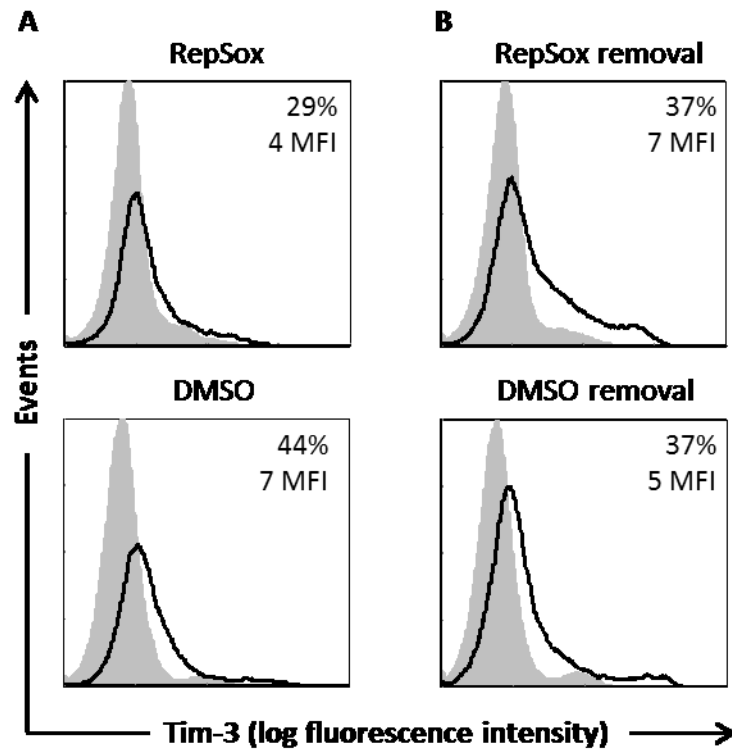 A
RepSox
29%
4 MFI
B
RepSox removal
37%
7 MFI
DMSO
44%
7 MFI
DMSO removal
37%
5 MFI
Events
Tim-3 (log fluorescence intensity)